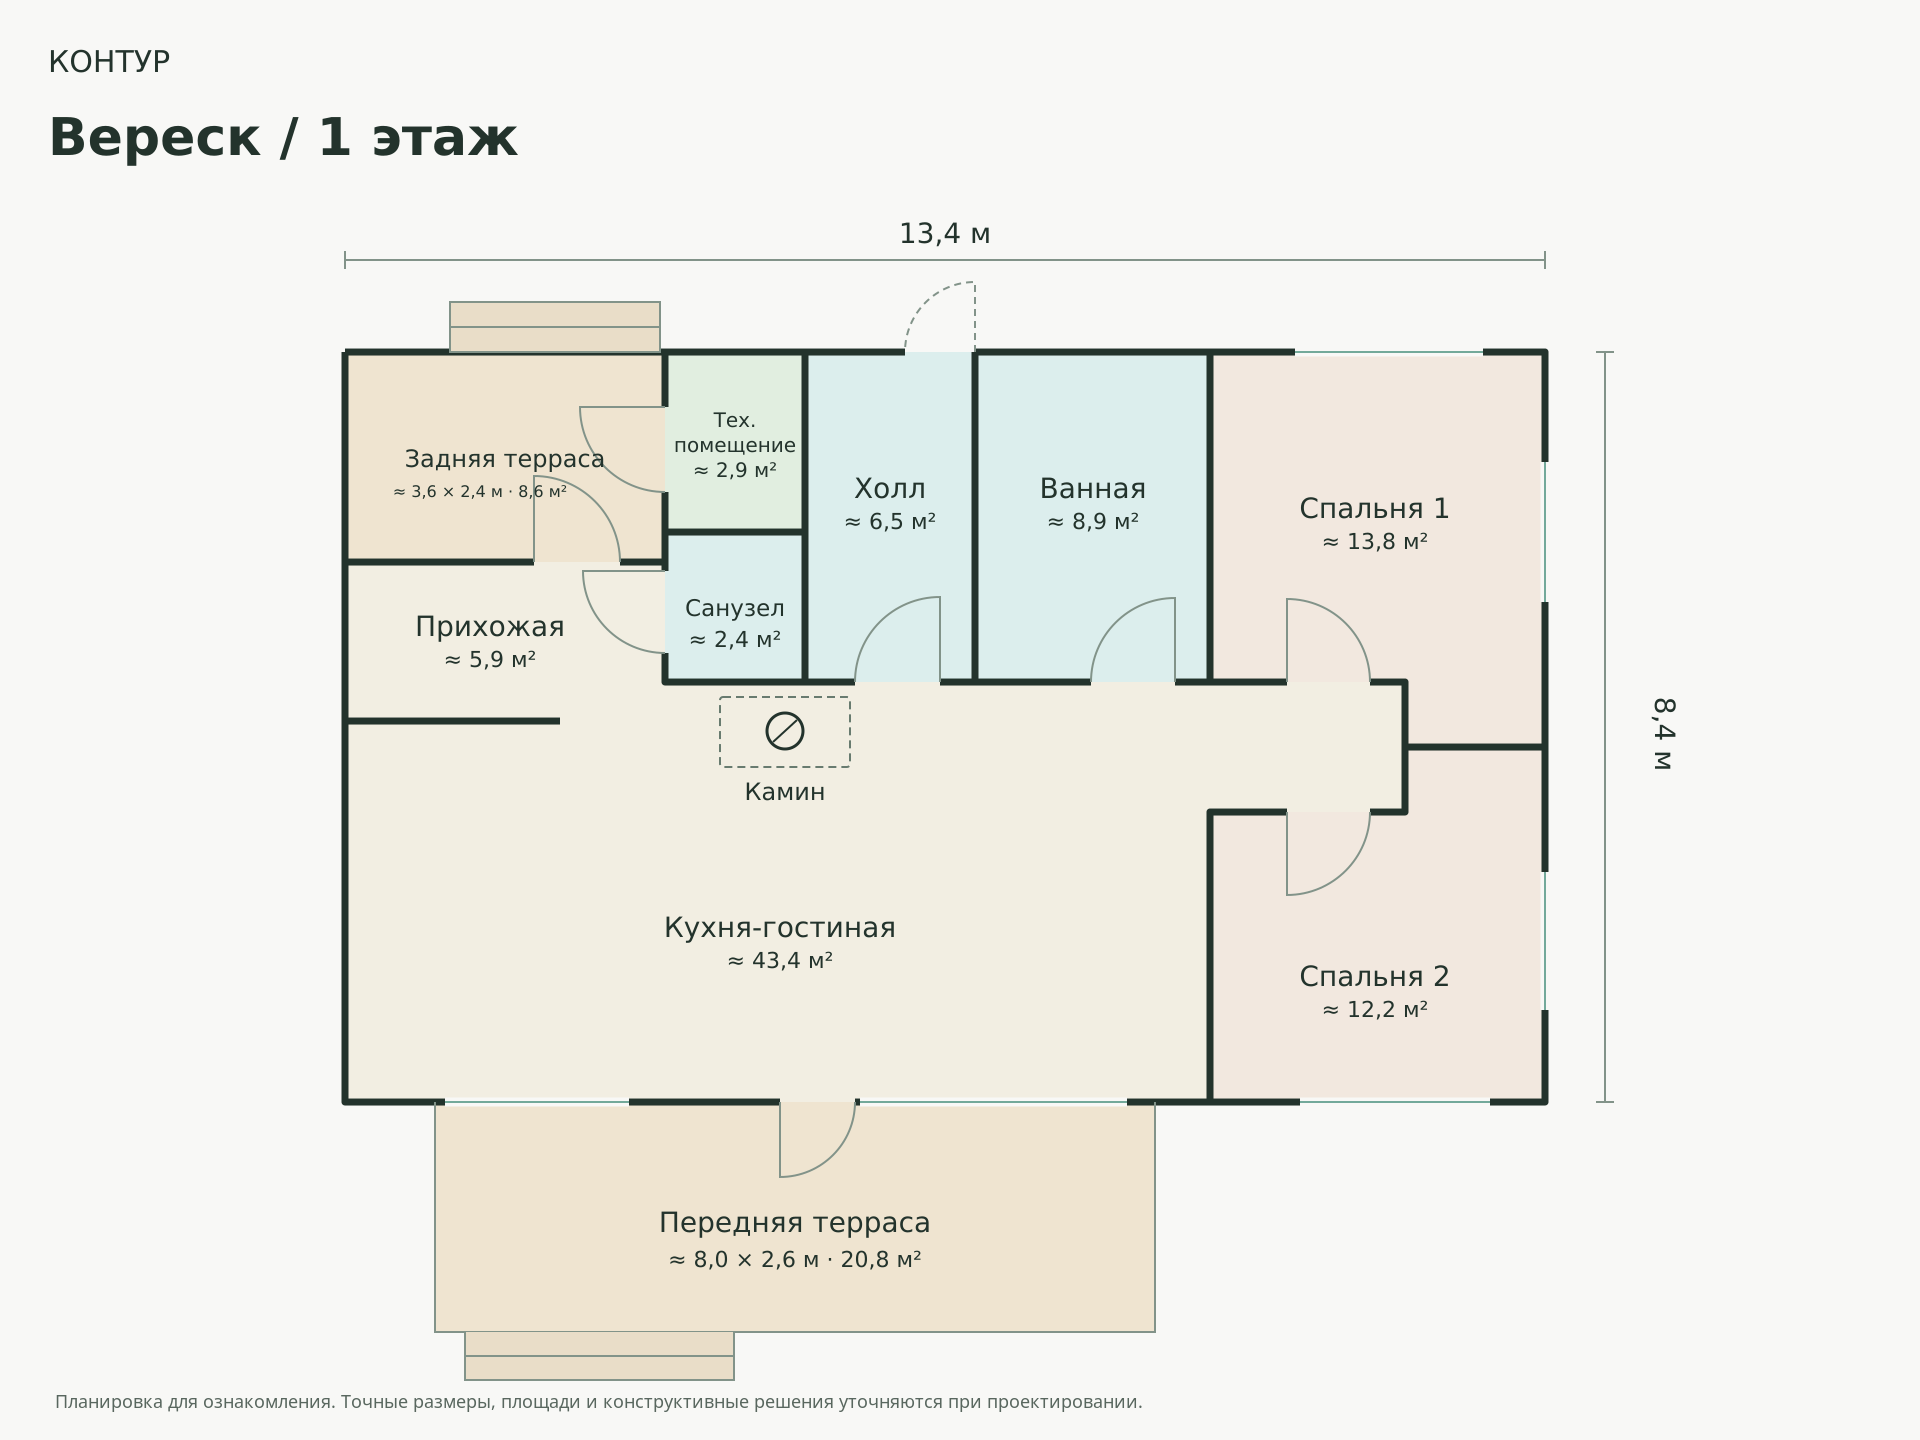 КОНТУР
Вереск / 1 этаж
13,4 м
Задняя терраса
≈ 3,6 × 2,4 м · 8,6 м²
Тех.
помещение
≈ 2,9 м²
Холл
≈ 6,5 м²
Ванная
≈ 8,9 м²
Спальня 1
≈ 13,8 м²
Прихожая
≈ 5,9 м²
Санузел
≈ 2,4 м²
8,4 м
Камин
Кухня-гостиная
≈ 43,4 м²
Спальня 2
≈ 12,2 м²
Передняя терраса
≈ 8,0 × 2,6 м · 20,8 м²
Планировка для ознакомления. Точные размеры, площади и конструктивные решения уточняются при проектировании.